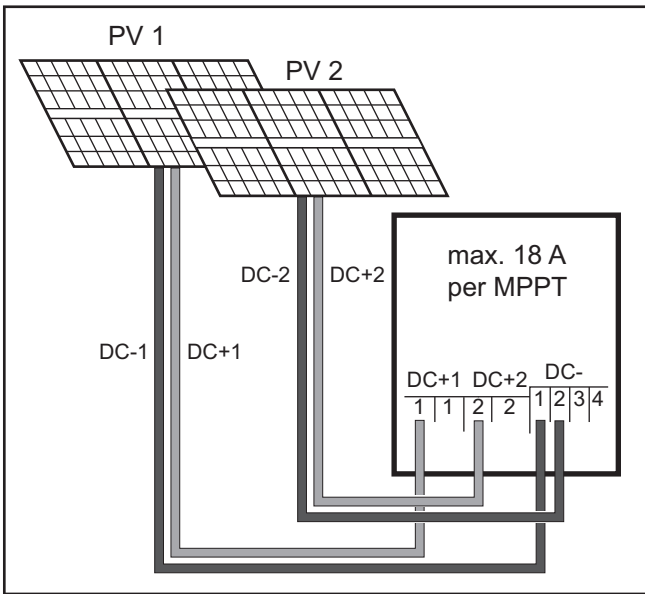 PV 1
PV 2
max. 18 A
per MPPT
DC-2
DC+2
DC-1
DC+1
DC+1 DC+2 DC-
1 1 2 2 1 2 3 4